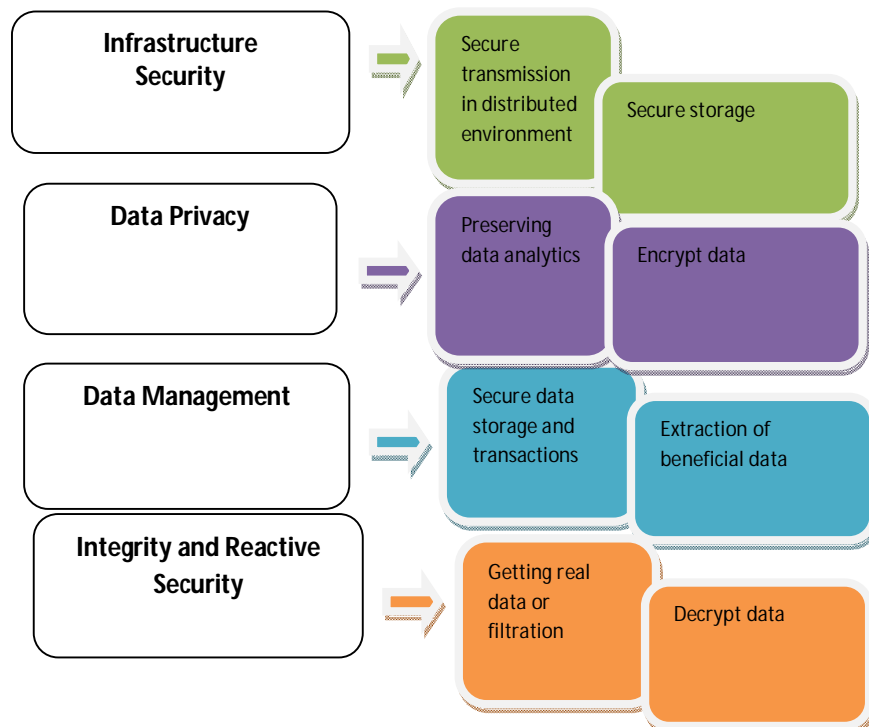 Infrastructure
Security
Secure
transmission
in distributed
environment
Secure storage
Data Privacy
Preserving
data analytics
Encrypt data
Data Management
Secure data
storage and
transactions
Extraction of
beneficial data
Integrity and Reactive
Security
Getting real
data or
filtration
Decrypt data